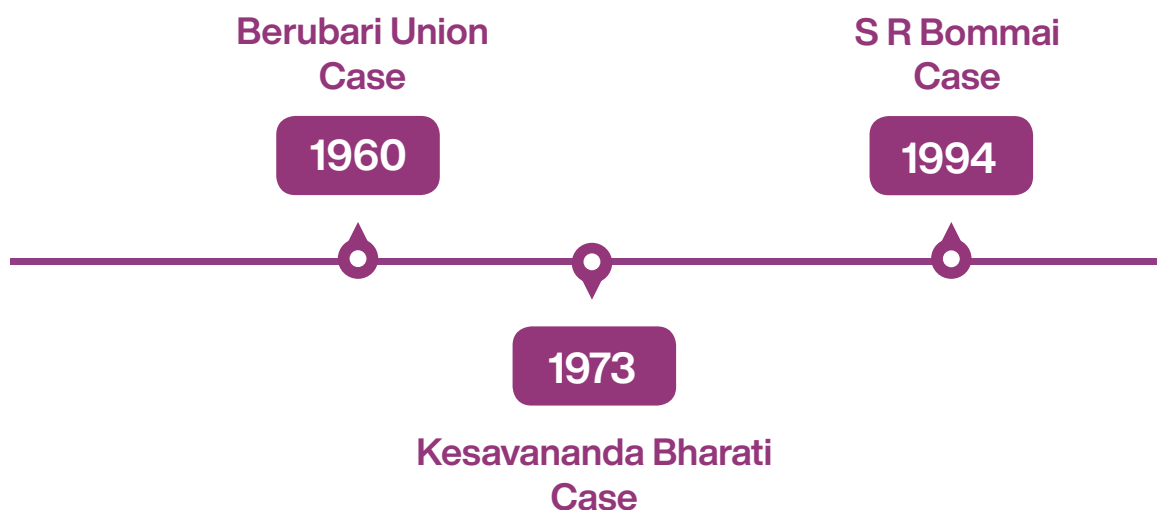 Berubari Union
Case
1960
S R Bommai
Case
1994
1973
Kesavananda Bharati
Case